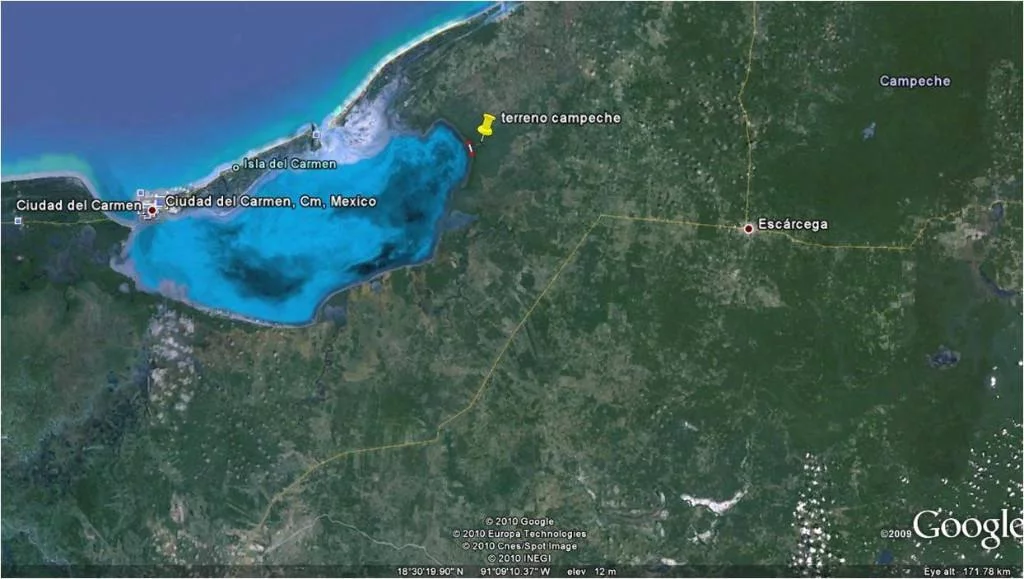 Campeche
terreno campeche
Isla del Carmen
Ciudad del Carmen
Ciudad del Carmen, Cm, Mexico
Escárcega
© 2010 Google
© 2010 Europa Technologies
© 2010 Cnes/Spot Image
© 2010 INEGI
©2009 Google
18°30'19.90" N 91°09'10.37" W elev 12 m Eye alt 171.78 km